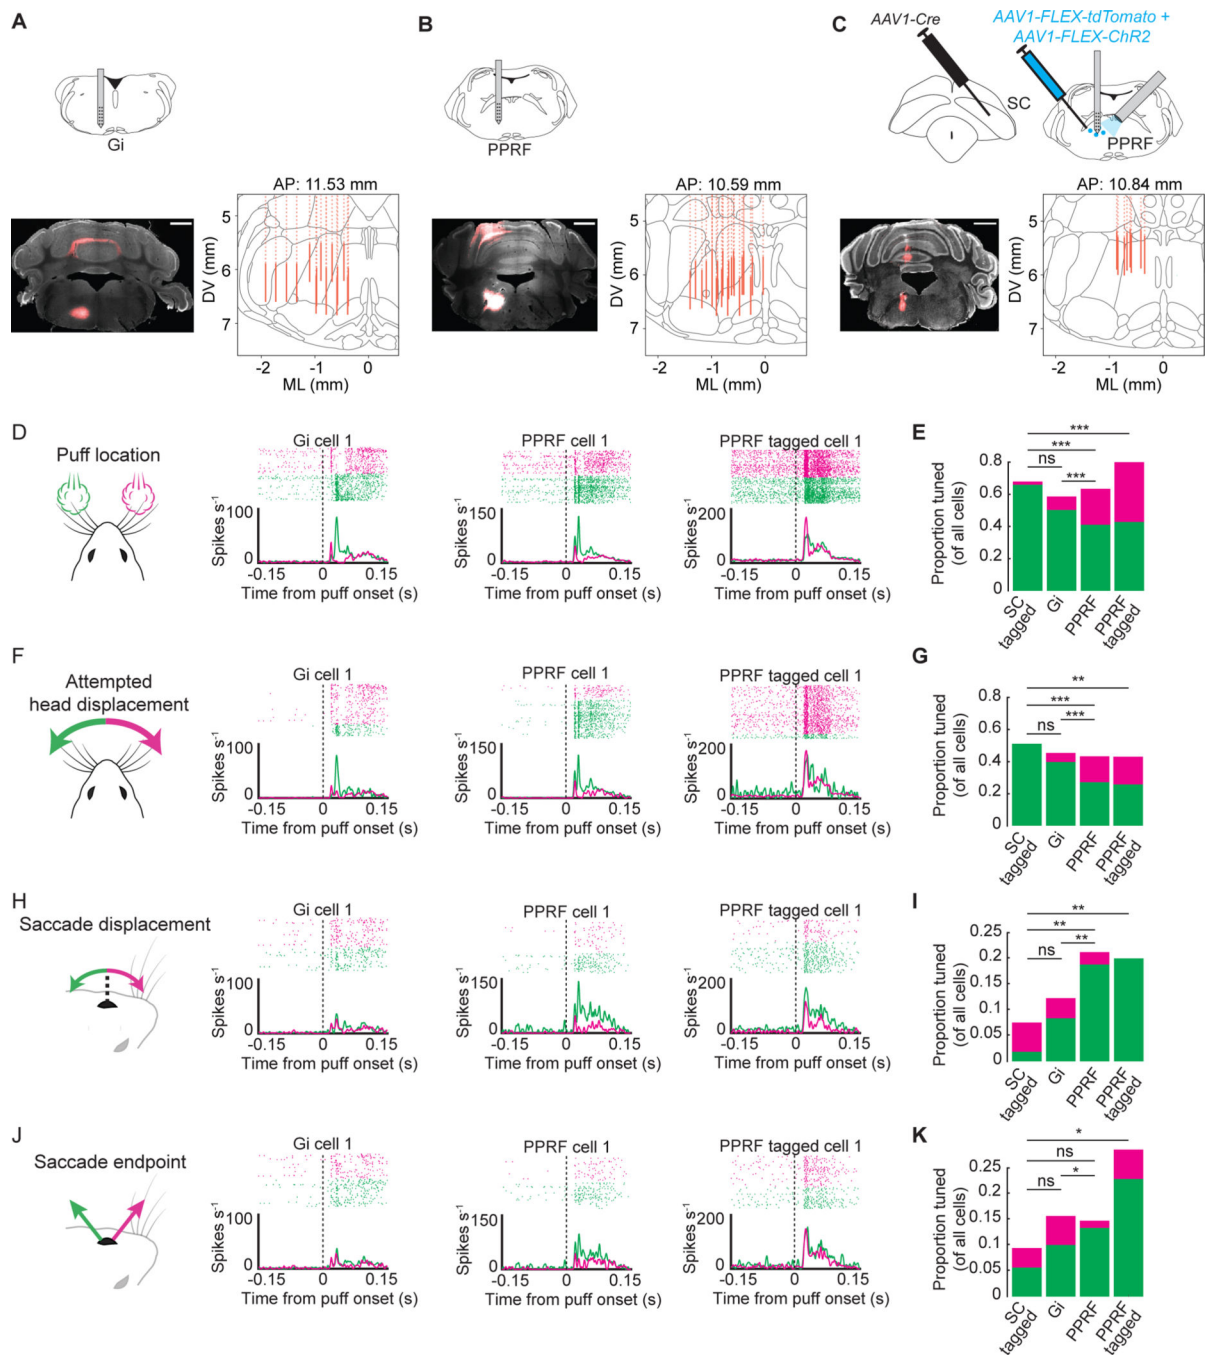 A
Gi
AP: 11.53 mm
5
6
7
DV (mm)
-2 -1 0
ML (mm)
B
PPRF
AP: 10.59 mm
5
6
7
DV (mm)
-2 -1 0
ML (mm)
C
AAV1-Cre
AAV1-FLEX-tdTomato +
AAV1-FLEX-ChR2
SC
PPRF
AP: 10.84 mm
5
6
7
DV (mm)
-2 -1 0
ML (mm)
D
Puff location
Gi cell 1
100
0
Spikes s⁻¹
-0.15 0 0.15
Time from puff onset (s)
PPRF cell 1
150
0
Spikes s⁻¹
-0.15 0 0.15
Time from puff onset (s)
PPRF tagged cell 1
200
0
Spikes s⁻¹
-0.15 0 0.15
Time from puff onset (s)
E
***
***
ns
***
0.8
0.6
0.4
0.2
0
Proportion tuned
(of all cells)
SC
tagged
Gi
PPRF
PPRF
tagged
F
Attempted
head displacement
Gi cell 1
100
0
Spikes s⁻¹
-0.15 0 0.15
Time from puff onset (s)
PPRF cell 1
150
0
Spikes s⁻¹
-0.15 0 0.15
Time from puff onset (s)
PPRF tagged cell 1
200
0
Spikes s⁻¹
-0.15 0 0.15
Time from puff onset (s)
G
**
***
ns
***
0.8
0.6
0.4
0.2
0
Proportion tuned
(of all cells)
SC
tagged
Gi
PPRF
PPRF
tagged
H
Saccade displacement
Gi cell 1
100
0
Spikes s⁻¹
-0.15 0 0.15
Time from puff onset (s)
PPRF cell 1
150
0
Spikes s⁻¹
-0.15 0 0.15
Time from puff onset (s)
PPRF tagged cell 1
200
0
Spikes s⁻¹
-0.15 0 0.15
Time from puff onset (s)
I
**
**
ns
**
0.25
0.2
0.15
0.1
0.05
0
Proportion tuned
(of all cells)
SC
tagged
Gi
PPRF
PPRF
tagged
J
Saccade endpoint
Gi cell 1
100
0
Spikes s⁻¹
-0.15 0 0.15
Time from puff onset (s)
PPRF cell 1
150
0
Spikes s⁻¹
-0.15 0 0.15
Time from puff onset (s)
PPRF tagged cell 1
200
0
Spikes s⁻¹
-0.15 0 0.15
Time from puff onset (s)
K
*
ns
ns
*
0.25
0.2
0.15
0.1
0.05
0
Proportion tuned
(of all cells)
SC
tagged
Gi
PPRF
PPRF
tagged